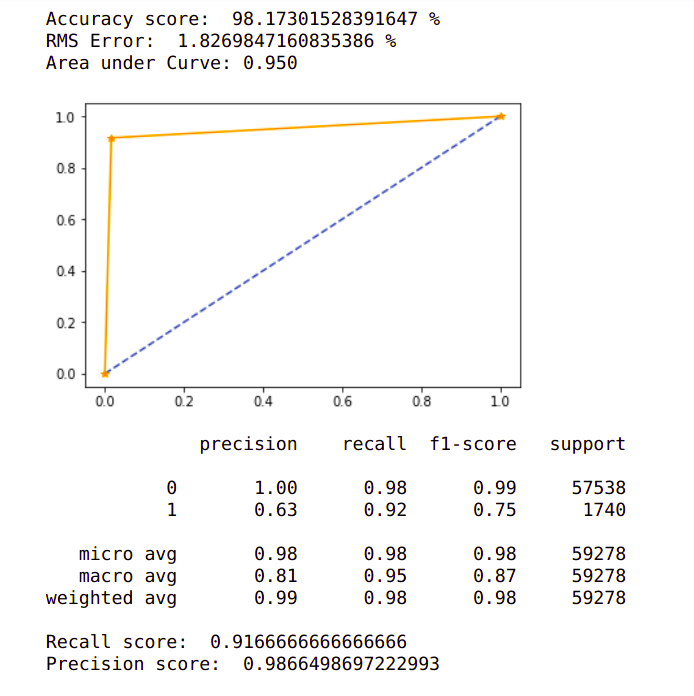 Accuracy score:  98.17301528391647 %
RMS Error:  1.8269847160835386 %
Area under Curve: 0.950
1.0
0.8
0.6
0.4
0.2
0.0
0.0 0.2 0.4 0.6 0.8 1.0
precision recall f1-score support
0 1.00 0.98 0.99 57538
1 0.63 0.92 0.75 1740
micro avg 0.98 0.98 0.98 59278
macro avg 0.81 0.95 0.87 59278
weighted avg 0.99 0.98 0.98 59278
Recall score:  0.9166666666666666
Precision score:  0.9866498697222993